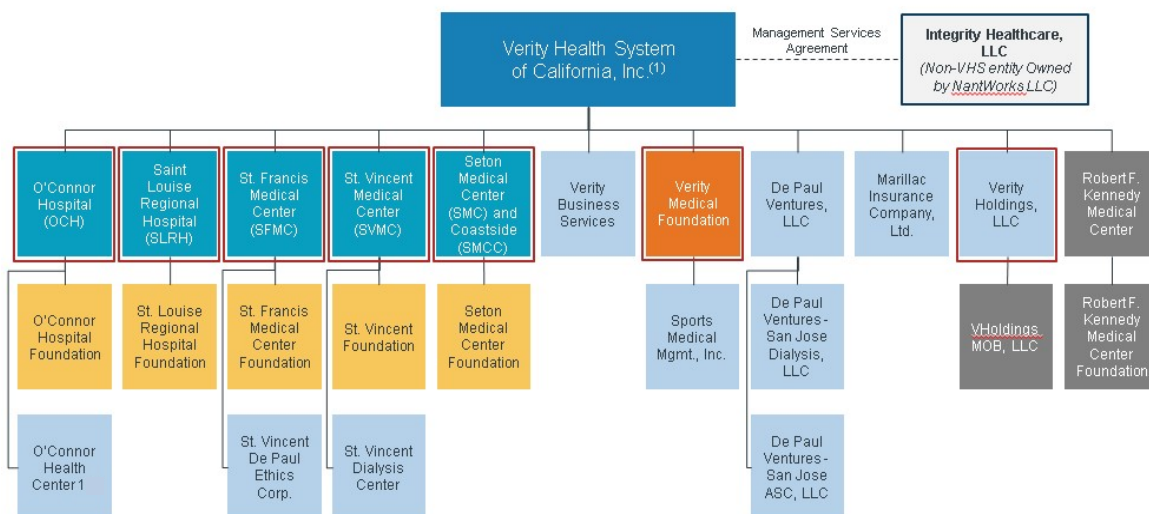 Verity Health System
of California, Inc.(1)
Management Services
Agreement
Integrity Healthcare,
LLC
(Non-VHS entity Owned
by NantWorks LLC)
O'Connor
Hospital
(OCH)
Saint
Louise
Regional
Hospital
(SLRH)
St. Francis
Medical
Center
(SFMC)
St. Vincent
Medical
Center
(SVMC)
Seton
Medical
Center
(SMC) and
Coastside
(SMCC)
Verity
Business
Services
Verity
Medical
Foundation
De Paul
Ventures,
LLC
Marillac
Insurance
Company,
Ltd.
Verity
Holdings,
LLC
Robert F.
Kennedy
Medical
Center
O'Connor
Hospital
Foundation
St. Louise
Regional
Hospital
Foundation
St. Francis
Medical
Center
Foundation
St. Vincent
Foundation
Seton
Medical
Center
Foundation
Sports
Medical
Mgmt., Inc.
De Paul
Ventures -
San Jose
Dialysis,
LLC
VHoldings
MOB, LLC
Robert F.
Kennedy
Medical
Center
Foundation
O'Connor
Health
Center 1
St. Vincent
De Paul
Ethics
Corp.
St. Vincent
Dialysis
Center
De Paul
Ventures -
San Jose
ASC, LLC